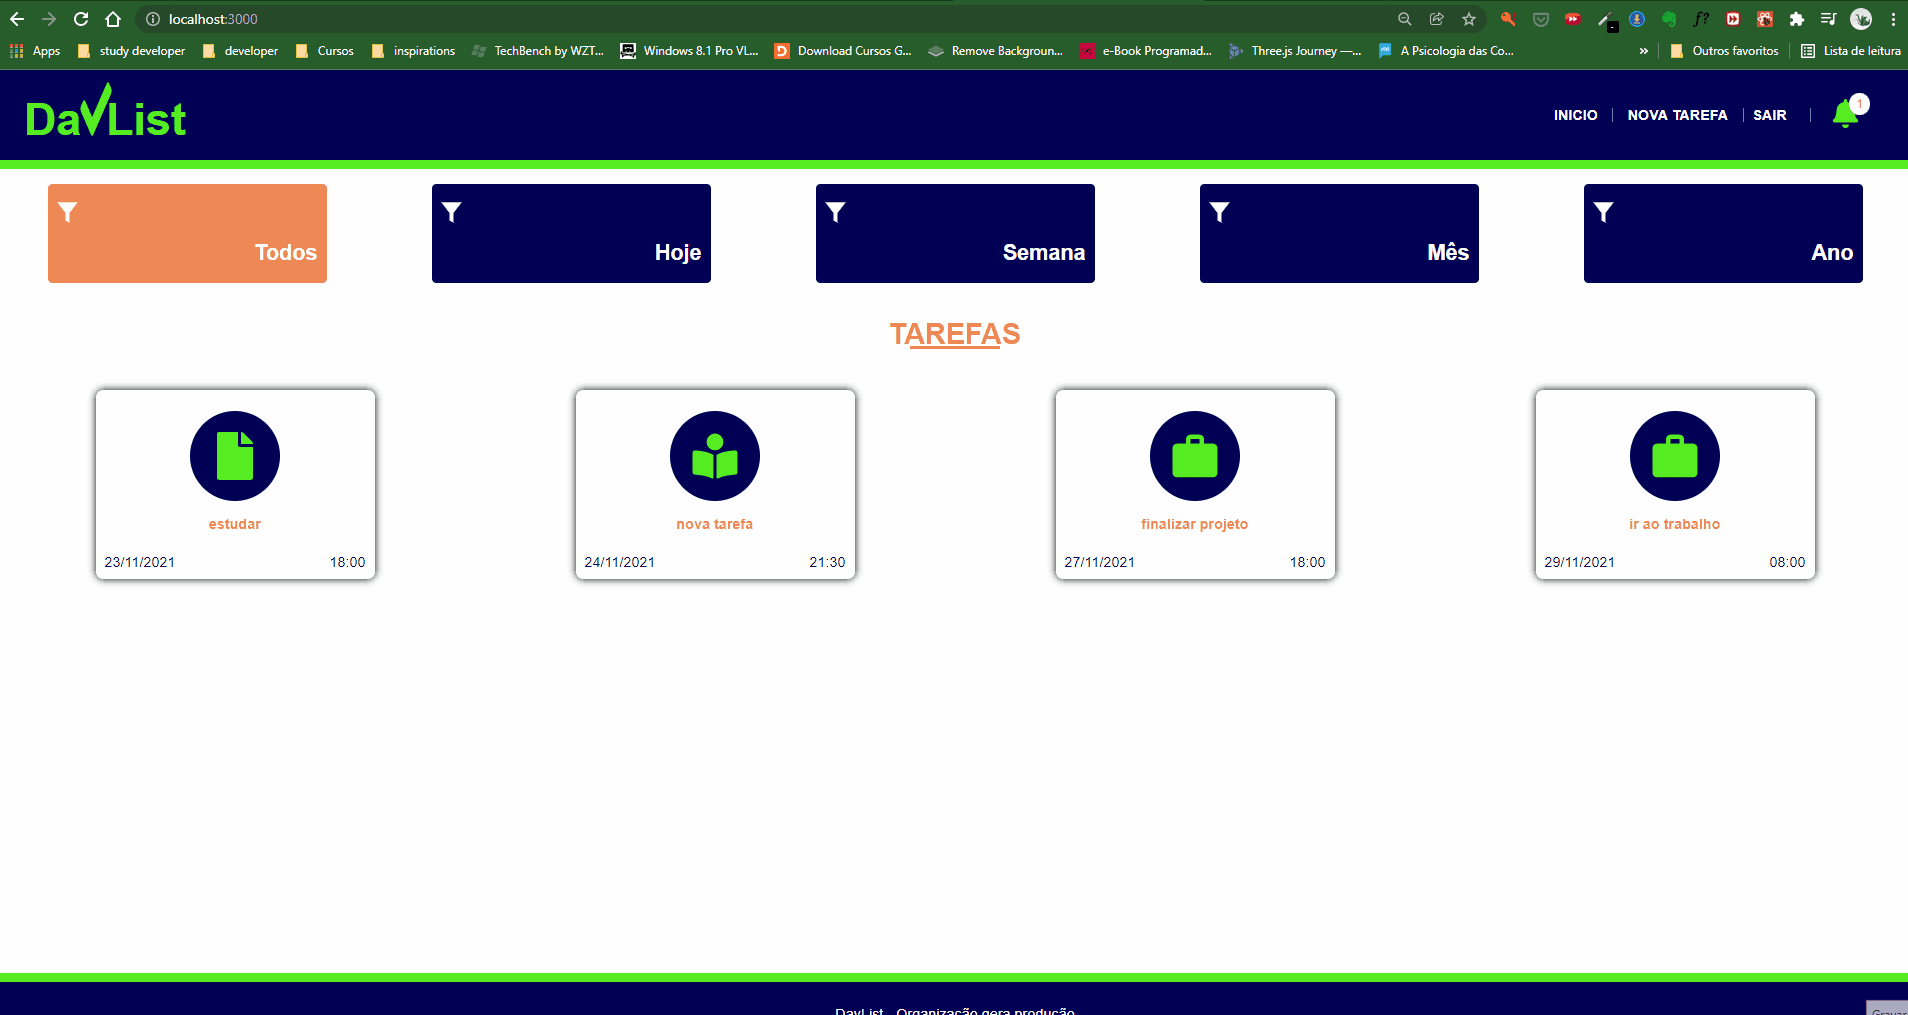 localhost:3000
Apps study developer developer Cursos inspirations TechBench by WZT... Windows 8.1 Pro VL... Download Cursos G... Remove Backgroun... e-Book Programad... Three.js Journey —... A Psicologia das Co... » Outros favoritos Lista de leitura
DavList INICIO NOVA TAREFA SAIR 1
Todos Hoje Semana Mês Ano
TAREFAS
estudar nova tarefa finalizar projeto ir ao trabalho
23/11/2021 18:00 24/11/2021 21:30 27/11/2021 18:00 29/11/2021 08:00
DavList - Organização gera produção